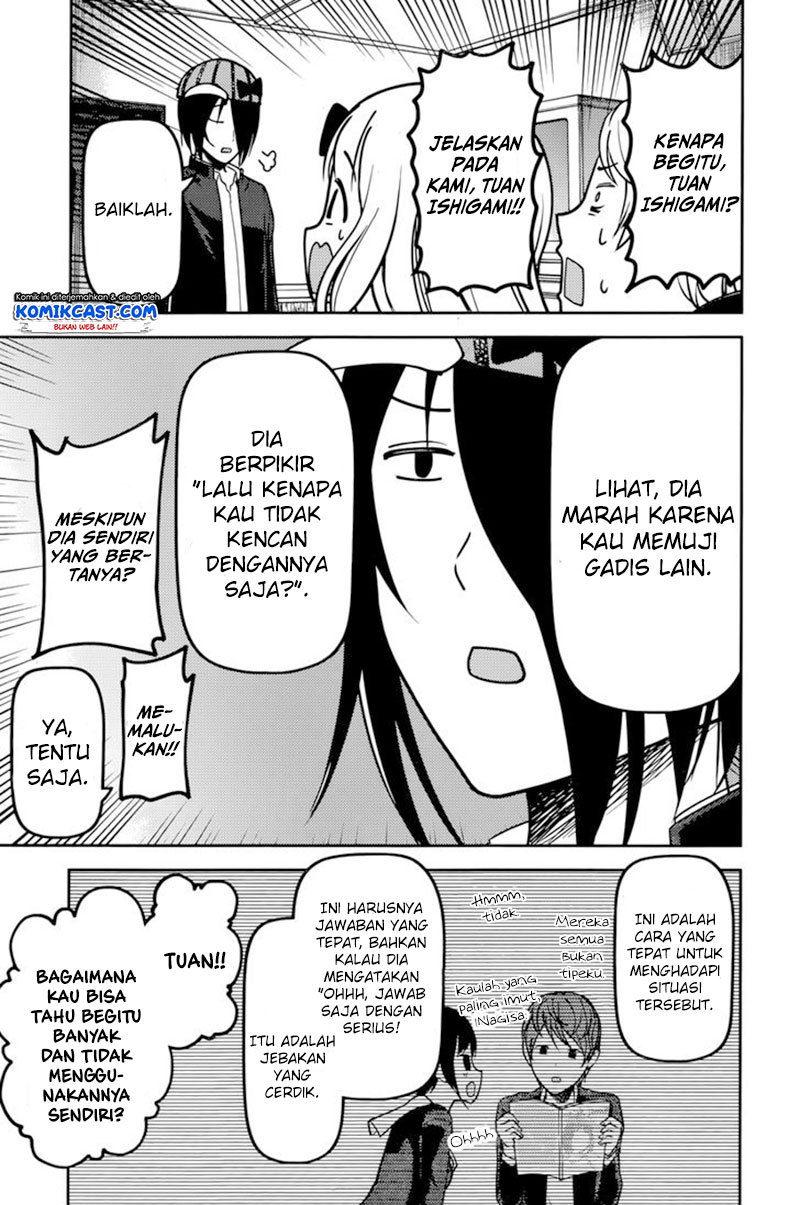 KENAPA
BEGITU,
TUAN
ISHIGAMI?
JELASKAN
PADA
KAMI, TUAN
ISHIGAMI!!
BAIKLAH.
Komik ini diterjemahkan & diedit oleh
KOMIKCAST.COM
BUKAN WEB LAIN!!
LIHAT, DIA
MARAH KARENA
KAU MEMUJI
GADIS LAIN.
DIA
BERPIKIR
"LALU KENAPA
KAU TIDAK
KENCAN
DENGANNYA
SAJA?".
MESKIPUN
DIA SENDIRI
YANG BER-
TANYA?
ME-
MALU-
KAN!!
YA,
TENTU
SAJA.
INI ADALAH
CARA YANG
TEPAT UNTUK
MENGHADAPI
SITUASI
TERSEBUT.
Mereka
semua
bukan
tipeku.
Hmmm,
tidak.
Kaulah yang
paling imut,
Nagisa.
Ohhhh
INI HARUSNYA
JAWABAN YANG
TEPAT, BAHKAN
KALAU DIA
MENGATAKAN
"OHHH, JAWAB
SAJA DENGAN
SERIUS!
ITU ADALAH
JEBAKAN
YANG
CERDIK.
TUAN!!
BAGAIMANA
KAU BISA
TAHU BEGITU
BANYAK
DAN TIDAK
MENGGU-
NAKANNYA
SENDIRI?